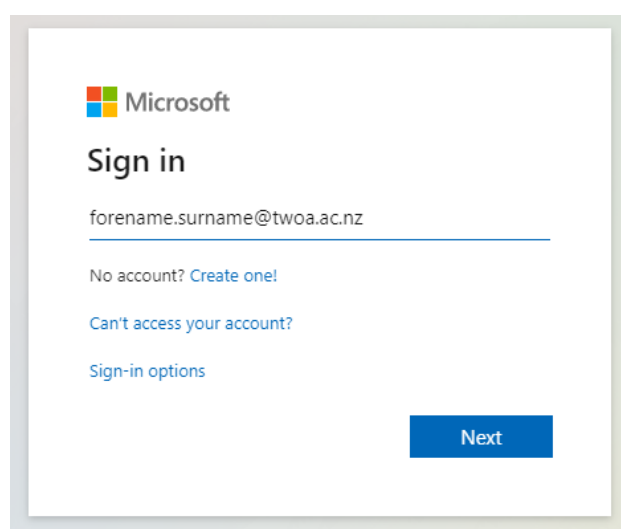 Microsoft
Sign in
forename.surname@twoa.ac.nz
No account? Create one!
Can't access your account?
Sign-in options
Next